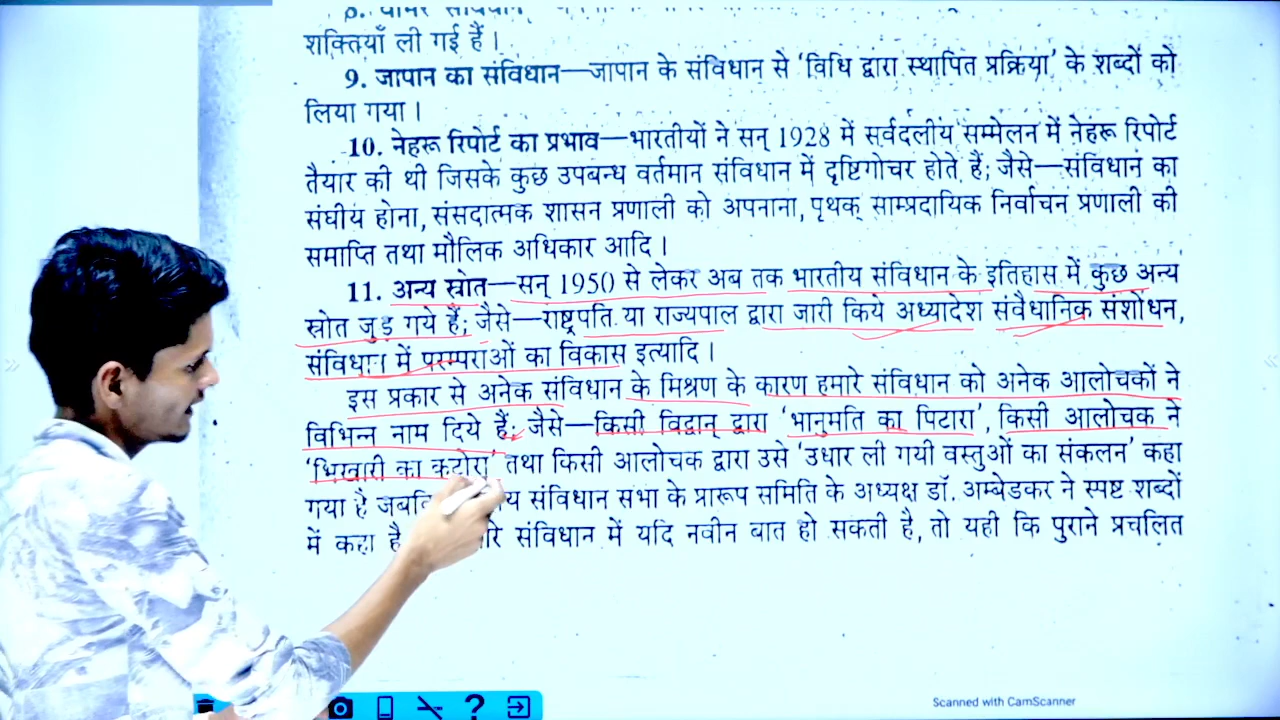 8.
शक्तियाँ ली गई हैं।
9. जापान का संविधान—जापान के संविधान से 'विधि द्वारा स्थापित प्रक्रिया' के शब्दों को
लिया गया।
10. नेहरू रिपोर्ट का प्रभाव—भारतीयों ने सन् 1928 में सर्वदलीय सम्मेलन में नेहरू रिपोर्ट
तैयार की थी जिसके कुछ उपबन्ध वर्तमान संविधान में दृष्टिगोचर होते हैं; जैसे—संविधान का
संघीय होना, संसदात्मक शासन प्रणाली को अपनाना, पृथक् साम्प्रदायिक निर्वाचन प्रणाली की
समाप्ति तथा मौलिक अधिकार आदि।
11. अन्य स्रोत—सन् 1950 से लेकर अब तक भारतीय संविधान के इतिहास में कुछ अन्य
स्रोत जुड़ गये हैं; जैसे—राष्ट्रपति या राज्यपाल द्वारा जारी किये अध्यादेश संवैधानिक संशोधन,
संविधान में परम्पराओं का विकास इत्यादि।
इस प्रकार से अनेक संविधान के मिश्रण के कारण हमारे संविधान को अनेक आलोचकों ने
विभिन्न नाम दिये हैं; जैसे—किसी विद्वान् द्वारा 'भानुमति का पिटारा', किसी आलोचक ने
'भिखारी का कटोरा' तथा किसी आलोचक द्वारा उसे 'उधार ली गयी वस्तुओं का संकलन' कहा
गया है य संविधान सभा के प्रारूप समिति के अध्यक्ष डॉ. अम्बेडकर ने स्पष्ट शब्दों
में कहा है रे संविधान में यदि नवीन बात हो सकती है, तो यही कि पुराने प्रचलित
Scanned with CamScanner